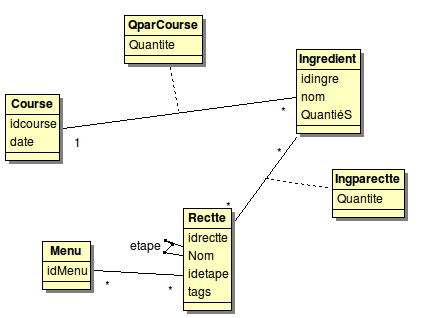 QparCourse
Quantite
Ingredient
idingre
nom
QuantiéS
Course
idcourse
date
1
*
*
Ingparectte
Quantite
*
Rectte
idrectte
Nom
idetape
tags
etape
Menu
idMenu
*
*